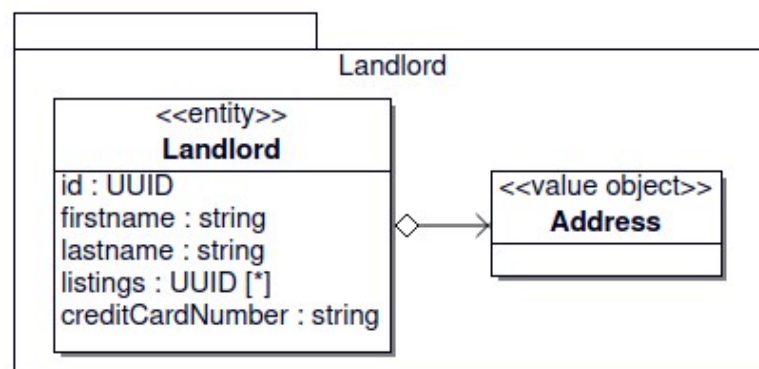 Landlord
<<entity>>
Landlord
id : UUID
firstname : string
lastname : string
listings : UUID [*]
creditCardNumber : string
<<value object>>
Address